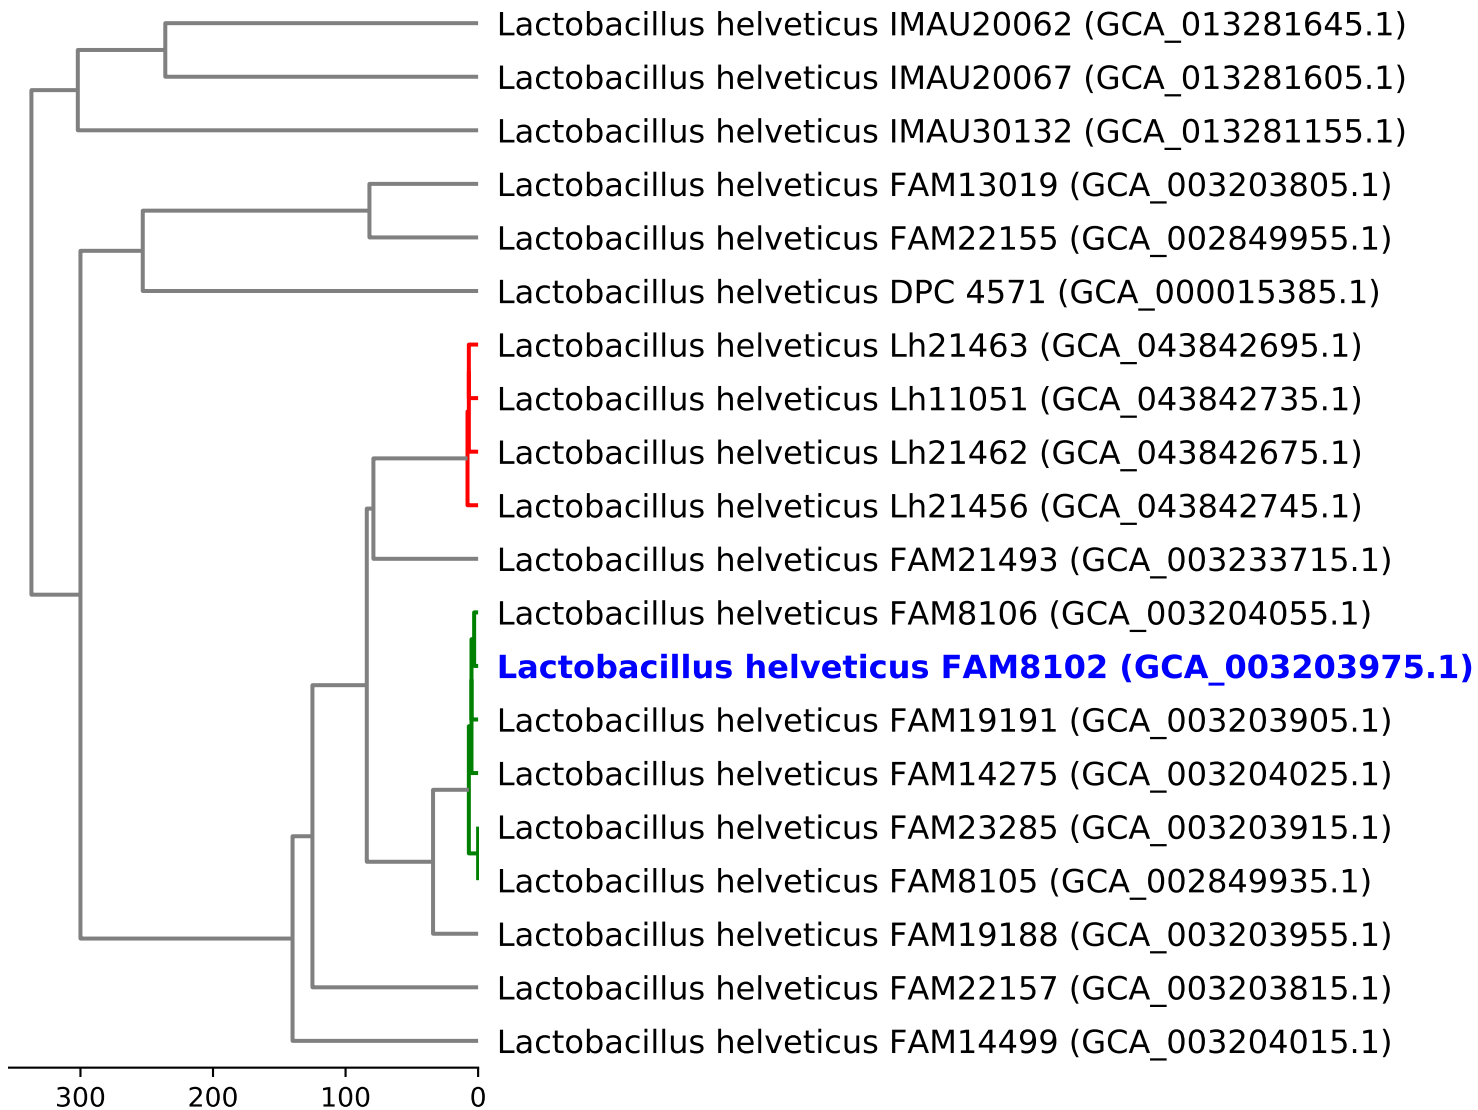 Lactobacillus helveticus IMAU20062 (GCA_013281645.1)
Lactobacillus helveticus IMAU20067 (GCA_013281605.1)
Lactobacillus helveticus IMAU30132 (GCA_013281155.1)
Lactobacillus helveticus FAM13019 (GCA_003203805.1)
Lactobacillus helveticus FAM22155 (GCA_002849955.1)
Lactobacillus helveticus DPC 4571 (GCA_000015385.1)
Lactobacillus helveticus Lh21463 (GCA_043842695.1)
Lactobacillus helveticus Lh11051 (GCA_043842735.1)
Lactobacillus helveticus Lh21462 (GCA_043842675.1)
Lactobacillus helveticus Lh21456 (GCA_043842745.1)
Lactobacillus helveticus FAM21493 (GCA_003233715.1)
Lactobacillus helveticus FAM8106 (GCA_003204055.1)
Lactobacillus helveticus FAM8102 (GCA_003203975.1)
Lactobacillus helveticus FAM19191 (GCA_003203905.1)
Lactobacillus helveticus FAM14275 (GCA_003204025.1)
Lactobacillus helveticus FAM23285 (GCA_003203915.1)
Lactobacillus helveticus FAM8105 (GCA_002849935.1)
Lactobacillus helveticus FAM19188 (GCA_003203955.1)
Lactobacillus helveticus FAM22157 (GCA_003203815.1)
Lactobacillus helveticus FAM14499 (GCA_003204015.1)
300 200 100 0